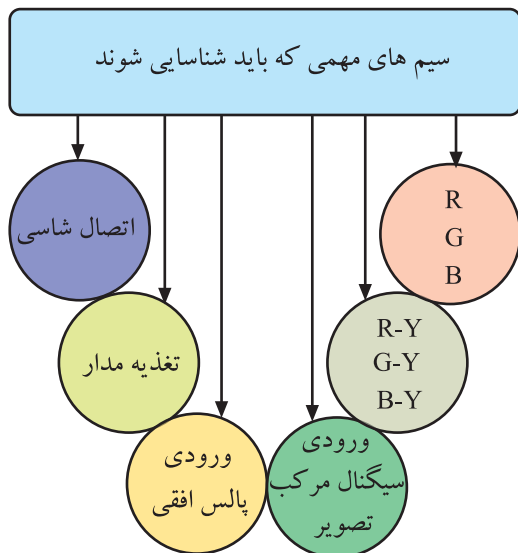 سیم های مهمی که باید شناسایی شوند
R
G
B
R-Y
G-Y
B-Y
ورودی
سیگنال مرکب
تصویر
ورودی
پالس افقی
تغذیه مدار
اتصال شاسی